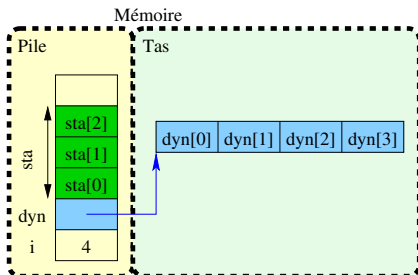 Mémoire
Pile
Tas
sta
sta[2]
sta[1]
sta[0]
dyn
i
4
dyn[0] dyn[1] dyn[2] dyn[3]